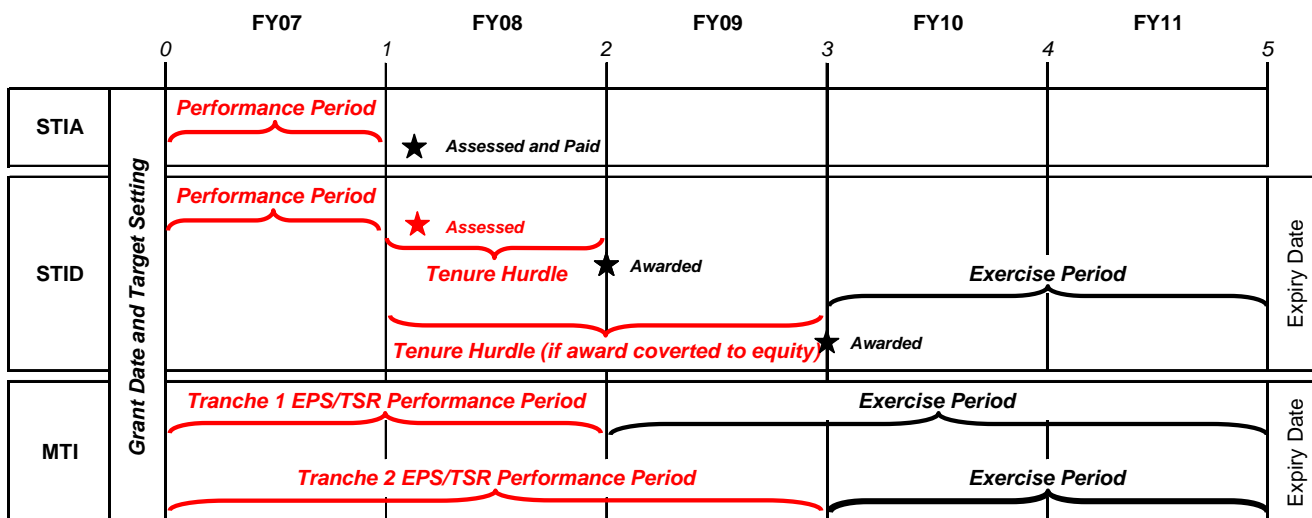 FY07 FY08 FY09 FY10 FY11
0 1 2 3 4 5
STIA
Grant Date and Target Setting
Performance Period
Assessed and Paid
STID
Performance Period
Assessed
Tenure Hurdle
Awarded
Exercise Period
Tenure Hurdle (if award coverted to equity)
Awarded
Expiry Date
MTI
Tranche 1 EPS/TSR Performance Period
Exercise Period
Tranche 2 EPS/TSR Performance Period
Exercise Period
Expiry Date